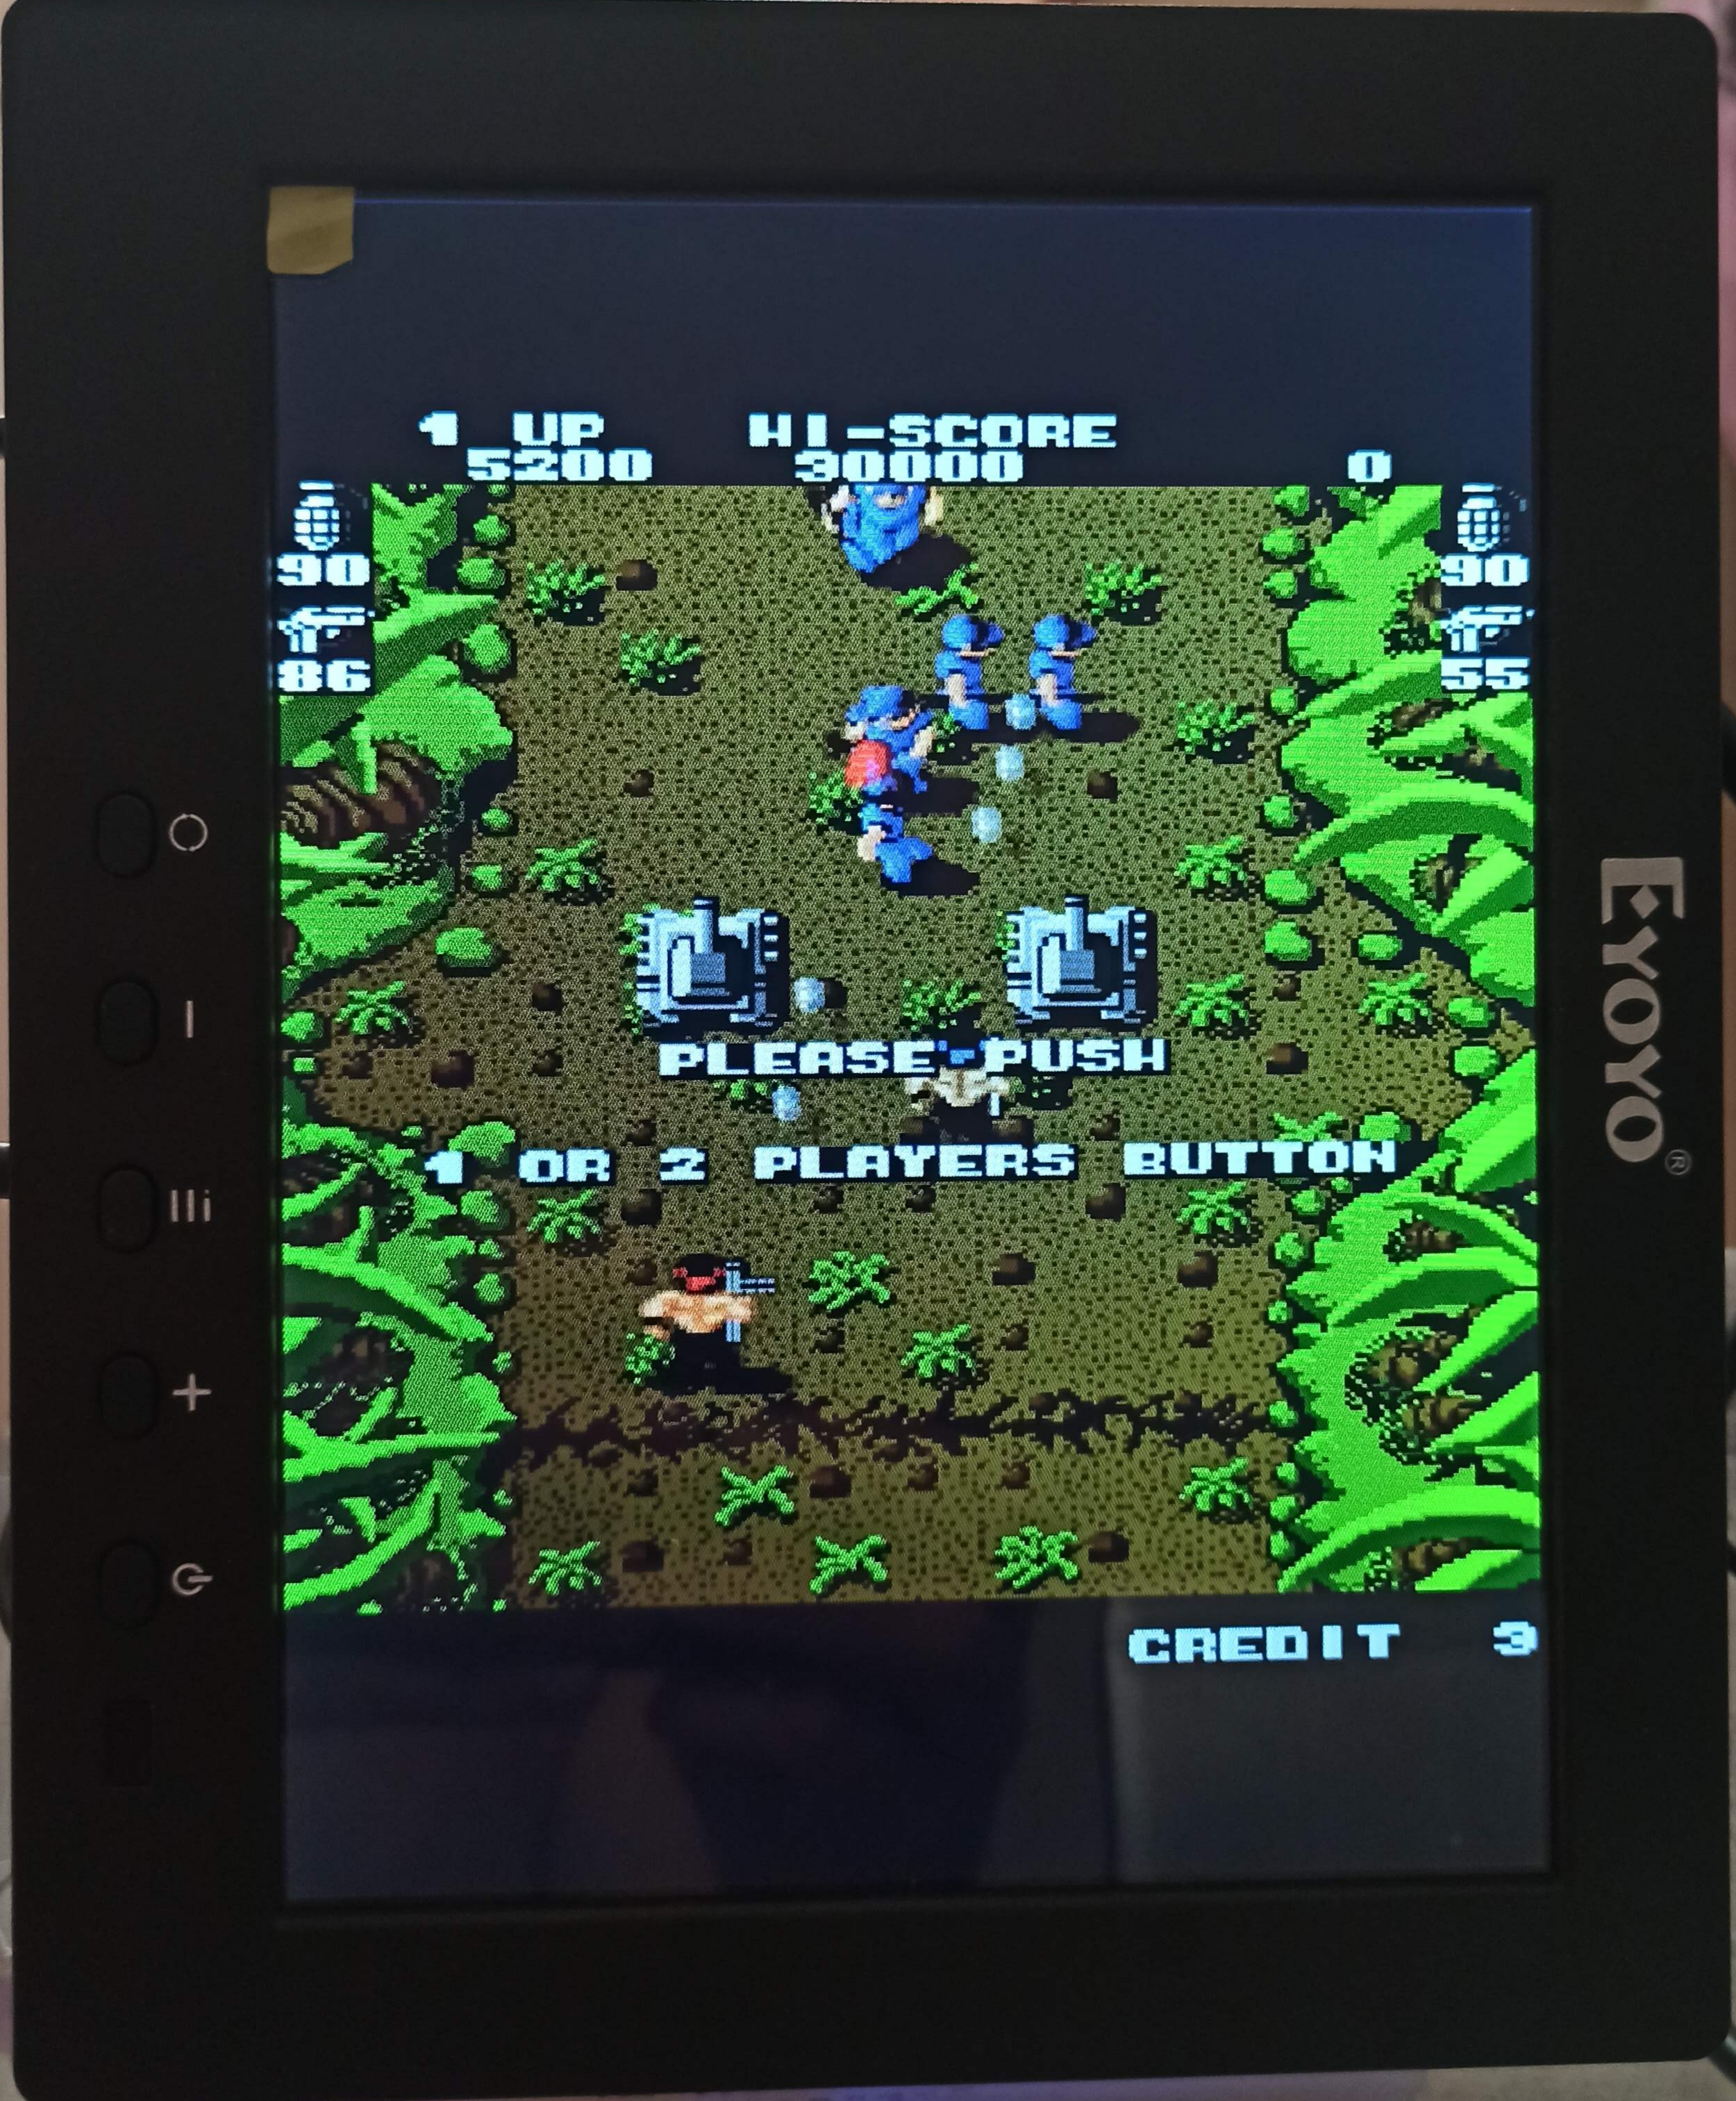 1 UP HI-SCORE
5200 30000 0
90 90
86 55
PLEASE PUSH
1 OR 2 PLAYERS BUTTON
CREDIT 3
EYOYO®